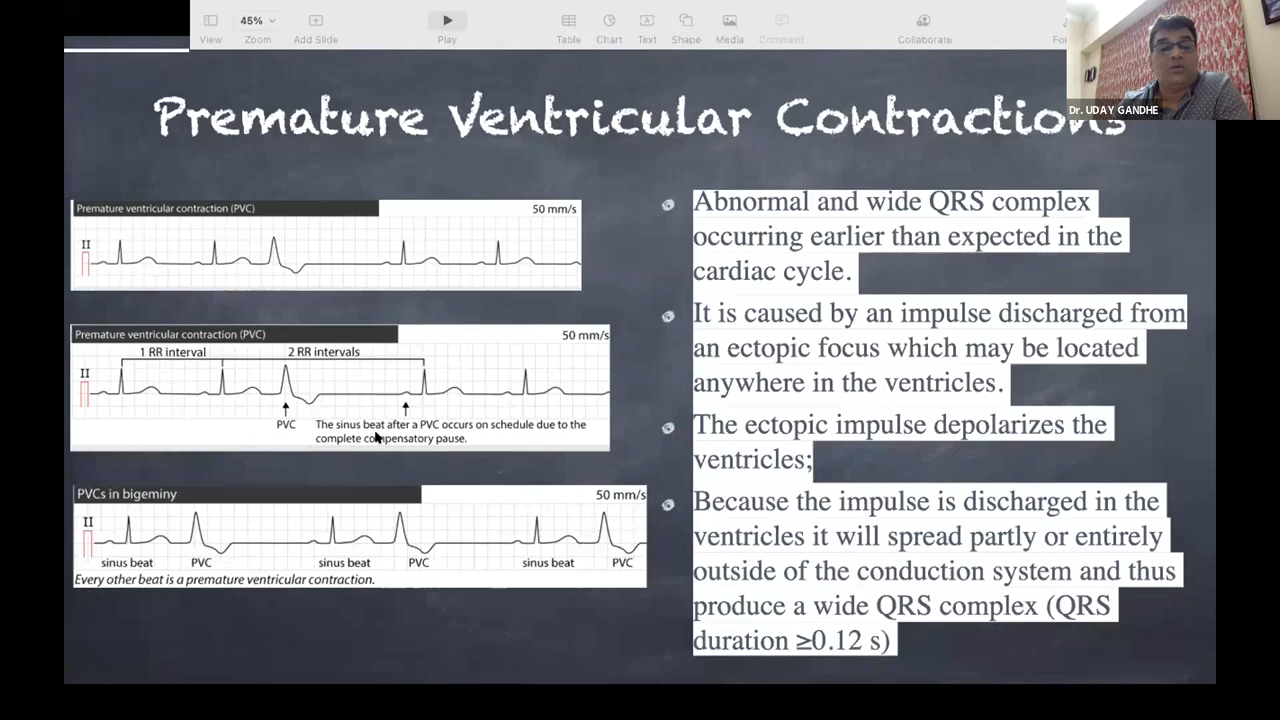 45%
View
Zoom
Add Slide
Play
Table
Chart
Text
Shape
Media
Comment
Collaborate
Dr. UDAY GANDHE
Premature Ventricular Contractions
Premature ventricular contraction (PVC)
50 mm/s
II
Premature ventricular contraction (PVC)
50 mm/s
1 RR interval
2 RR intervals
II
PVC
The sinus beat after a PVC occurs on schedule due to the
complete compensatory pause.
PVCs in bigeminy
50 mm/s
II
sinus beat
PVC
sinus beat
PVC
sinus beat
PVC
Every other beat is a premature ventricular contraction.
Abnormal and wide QRS complex
occurring earlier than expected in the
cardiac cycle.
It is caused by an impulse discharged from
an ectopic focus which may be located
anywhere in the ventricles.
The ectopic impulse depolarizes the
ventricles;
Because the impulse is discharged in the
ventricles it will spread partly or entirely
outside of the conduction system and thus
produce a wide QRS complex (QRS
duration ≥0.12 s)